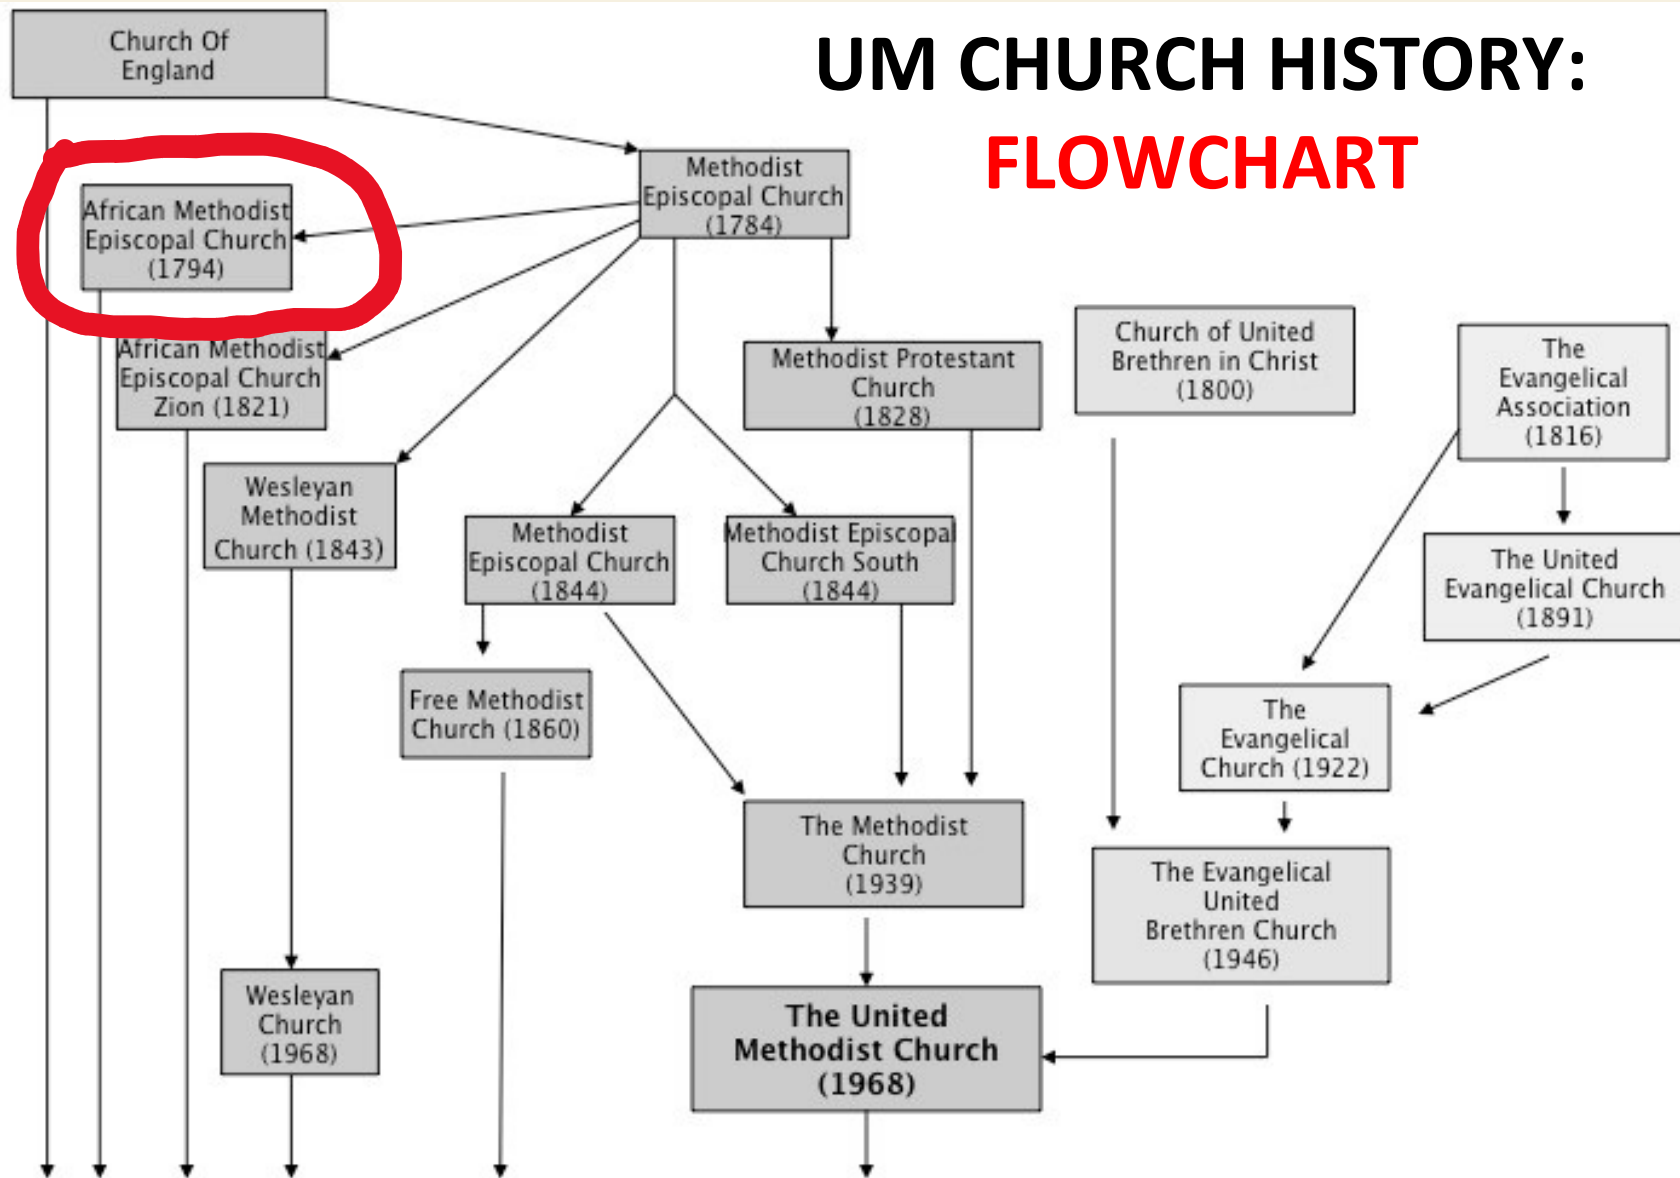 UM CHURCH HISTORY:
FLOWCHART
Church Of
England
Methodist
Episcopal Church
(1784)
African Methodist
Episcopal Church
(1794)
African Methodist
Episcopal Church
Zion (1821)
Methodist Protestant
Church
(1828)
Church of United
Brethren in Christ
(1800)
The
Evangelical
Association
(1816)
Wesleyan
Methodist
Church (1843)
Methodist
Episcopal Church
(1844)
Methodist Episcopal
Church South
(1844)
The United
Evangelical Church
(1891)
Free Methodist
Church (1860)
The
Evangelical
Church (1922)
The Methodist
Church
(1939)
The Evangelical
United
Brethren Church
(1946)
Wesleyan
Church
(1968)
The United
Methodist Church
(1968)